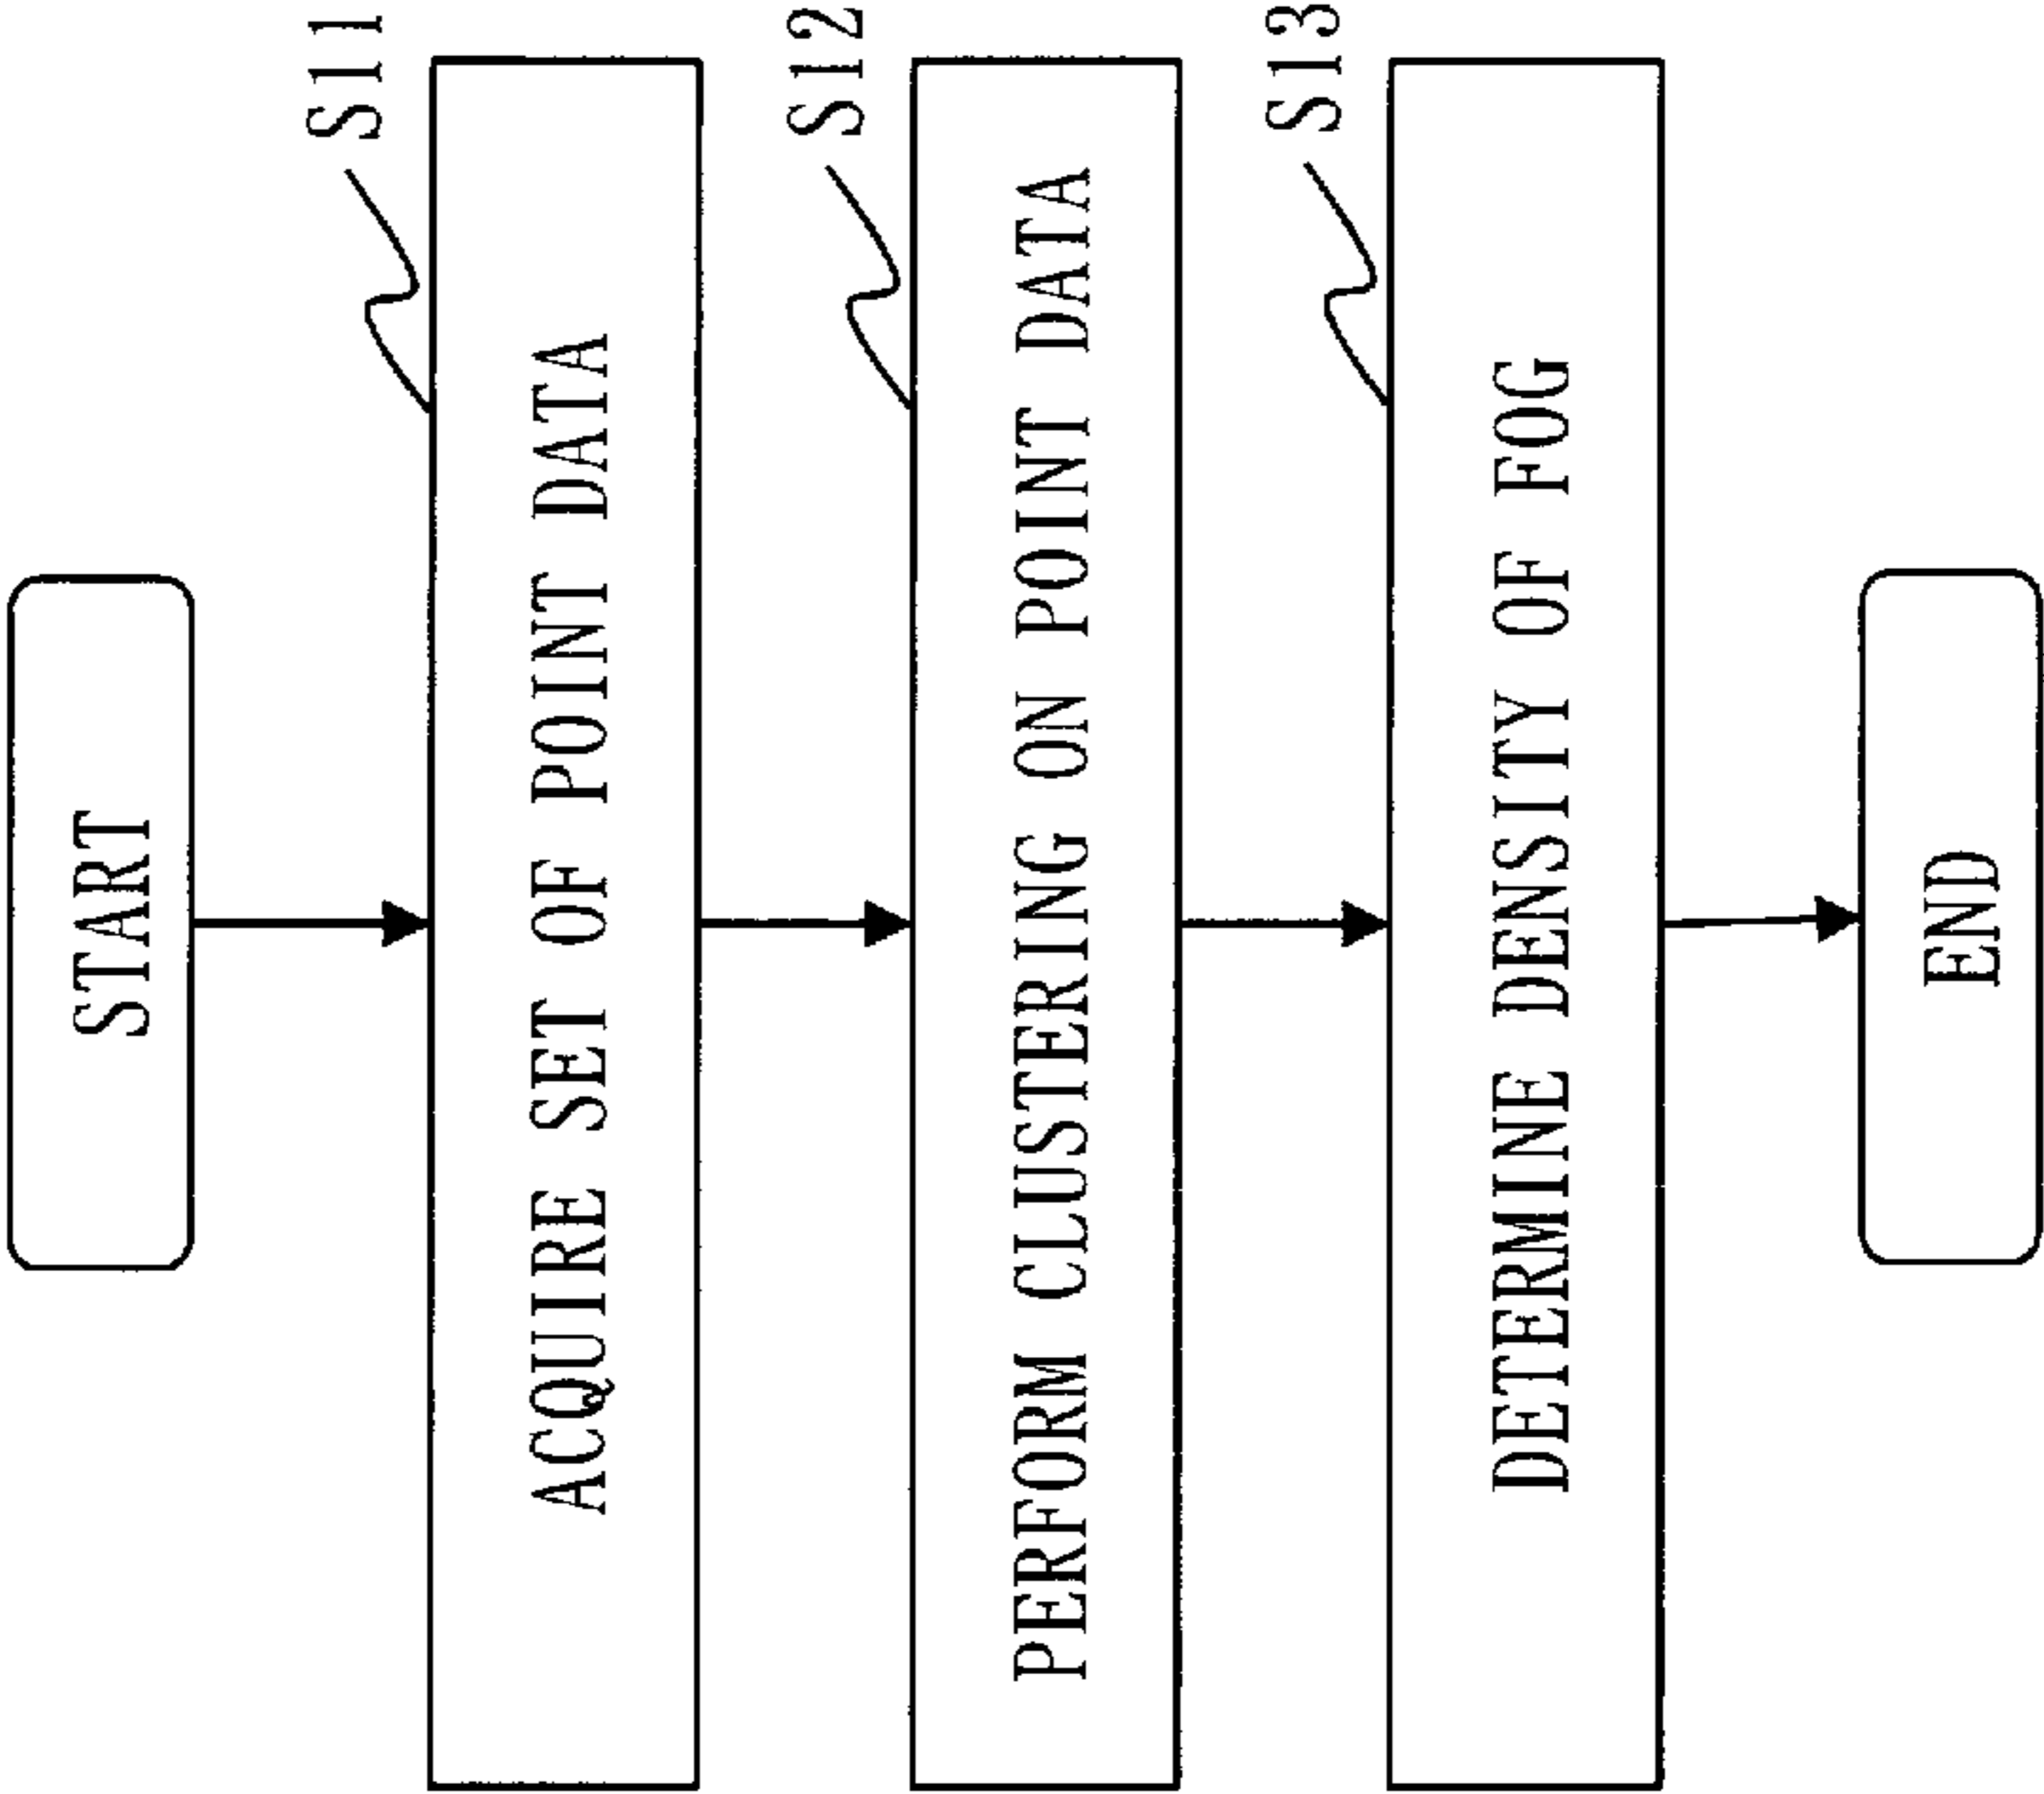 START
S11
ACQUIRE SET OF POINT DATA
S12
PERFORM CLUSTERING ON POINT DATA
S13
DETERMINE DENSITY OF FOG
END